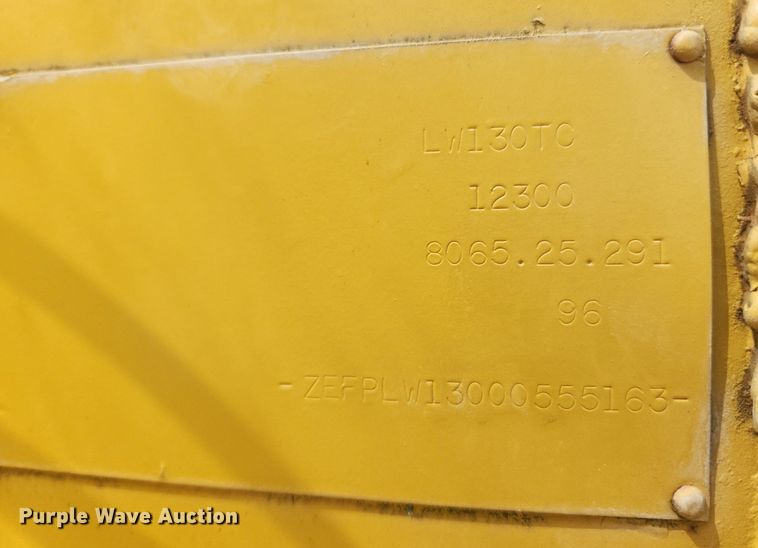 LW130TC
12300
8065.25.291
96
-ZEFPLW13000555163-
Purple Wave Auction